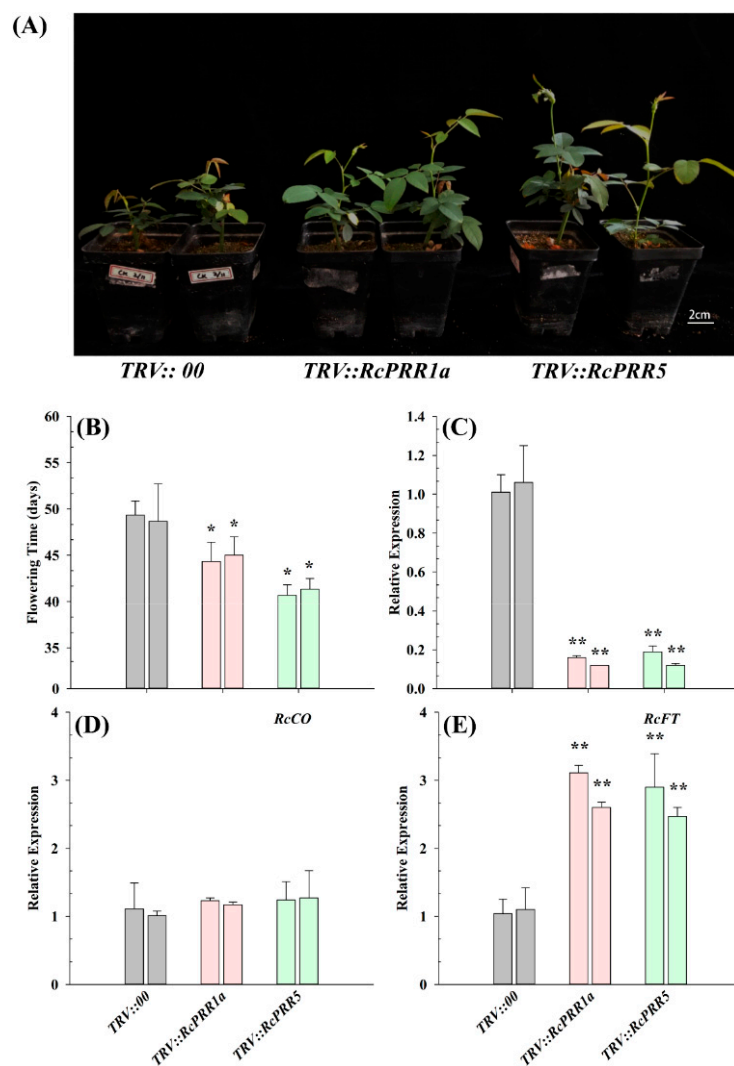 (A)
2cm
TRV:: 00 TRV::RcPRR1a TRV::RcPRR5
(B)
Flowering Time (days)
60
55
50
45
40
35
0
* * * *
(C)
Relative Expression
1.4
1.2
1.0
0.8
0.6
0.4
0.2
0.0
** ** ** **
(D)
RcCO
Relative Expression
4
3
2
1
0
TRV::00
TRV::RcPRR1a
TRV::RcPRR5
(E)
RcFT
Relative Expression
4
3
2
1
0
** ** ** **
TRV::00
TRV::RcPRR1a
TRV::RcPRR5